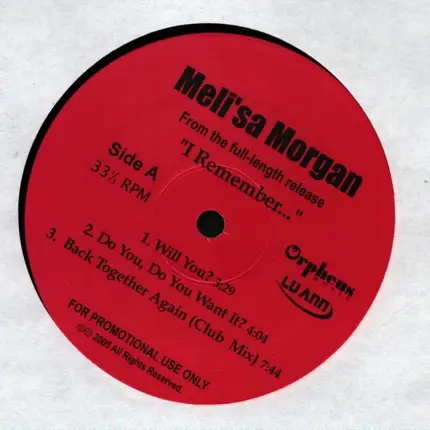 Meli'sa Morgan
From the full-length release
"I Remember... "
Side A
33⅓ RPM
Orpheus
LU ANN
1. Will You? 3:29
2. Do You, Do You Want It? 4:04
3. Back Together Again (Club Mix) 7:44
FOR PROMOTIONAL USE ONLY
℗© 2005 All Rights Reserved.